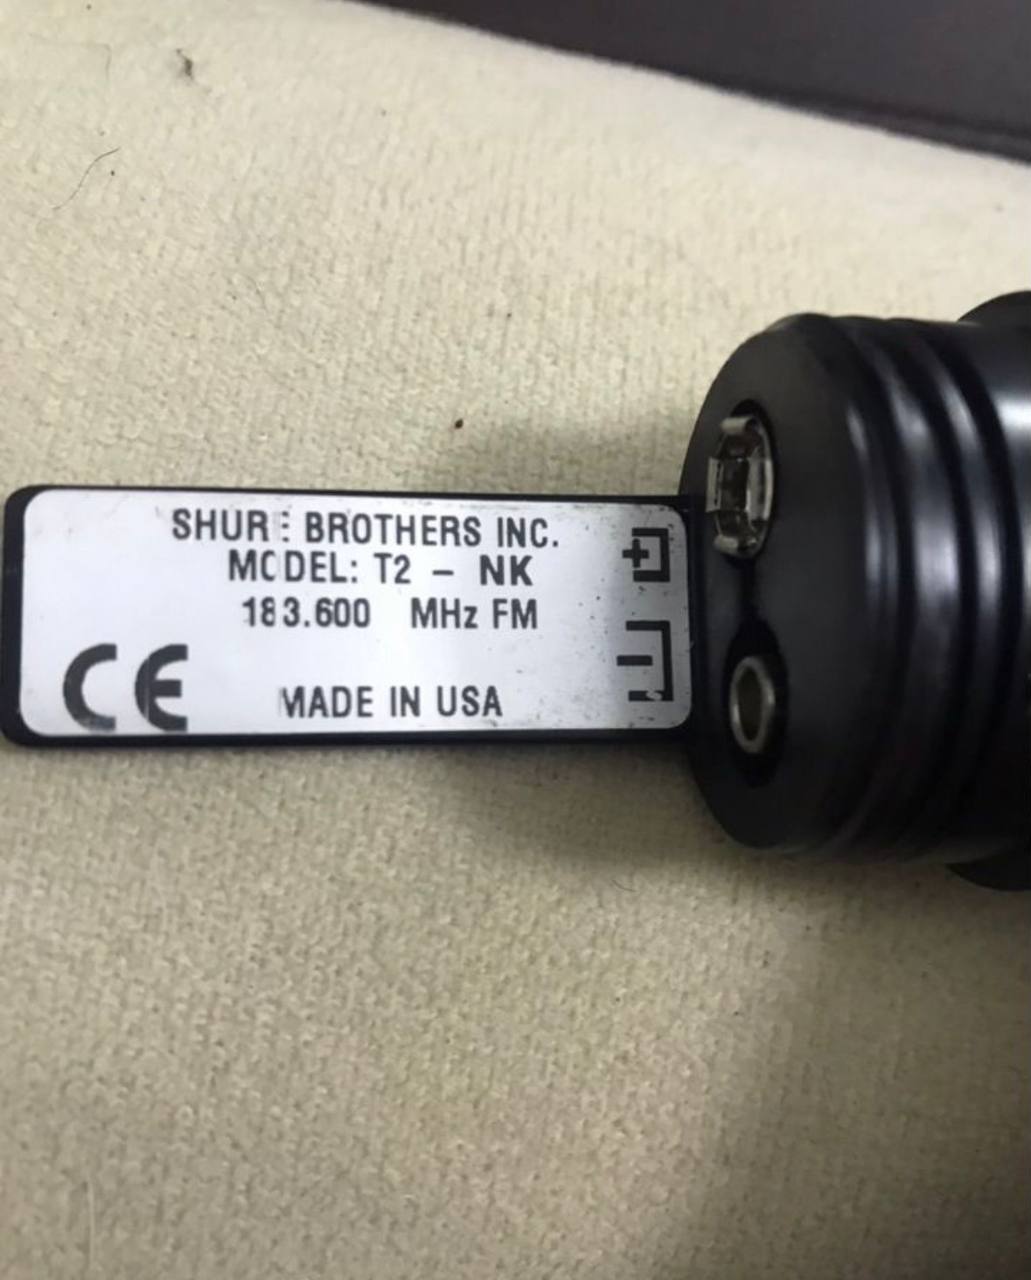 SHURE BROTHERS INC.
MODEL: T2 - NK
183.600 MHz FM
CE
MADE IN USA
+
-